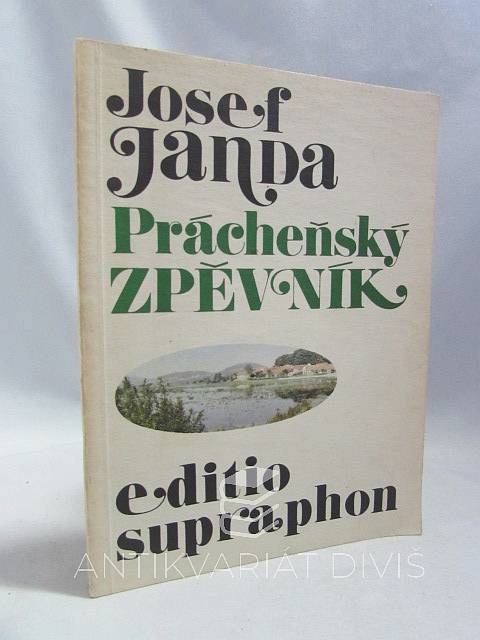 Josef
JANDA
Prácheňský
ZPĚVNÍK
editio
supraphon
ANTIKVARIÁT DIVIŠ